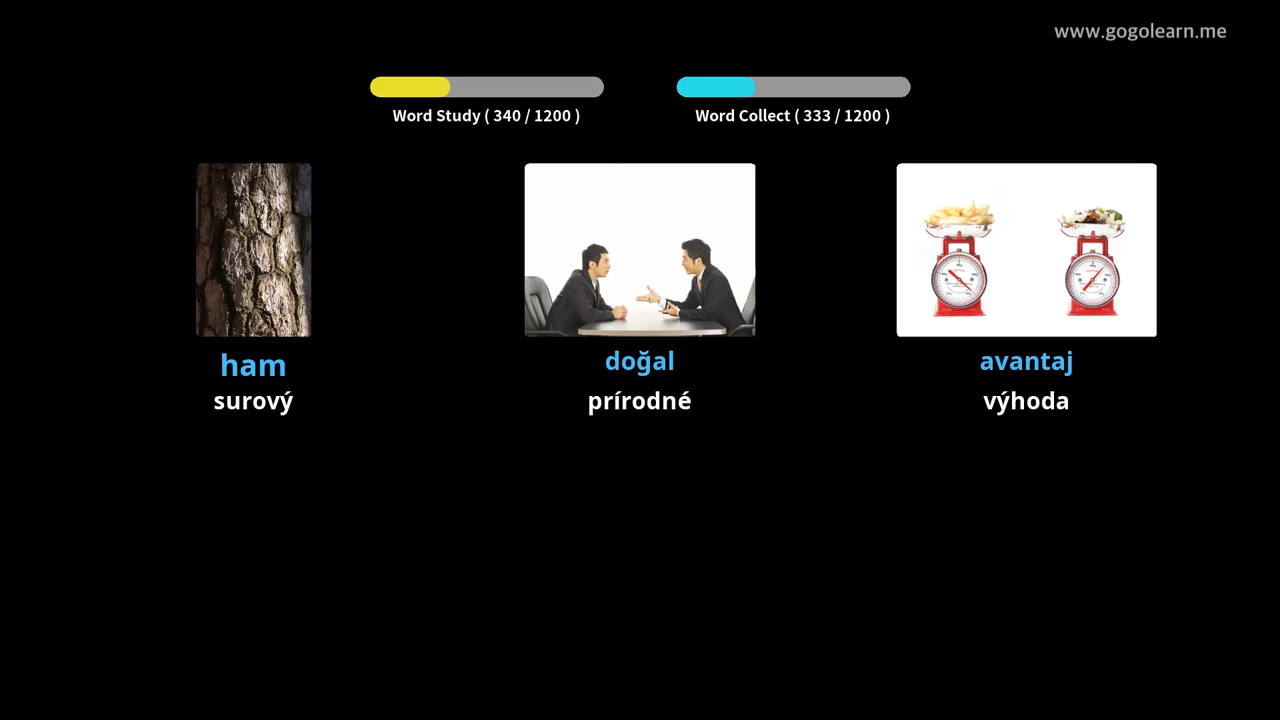 www.gogolearn.me
Word Study ( 340 / 1200 )
Word Collect ( 333 / 1200 )
ham
doğal
avantaj
surový
prírodné
výhoda